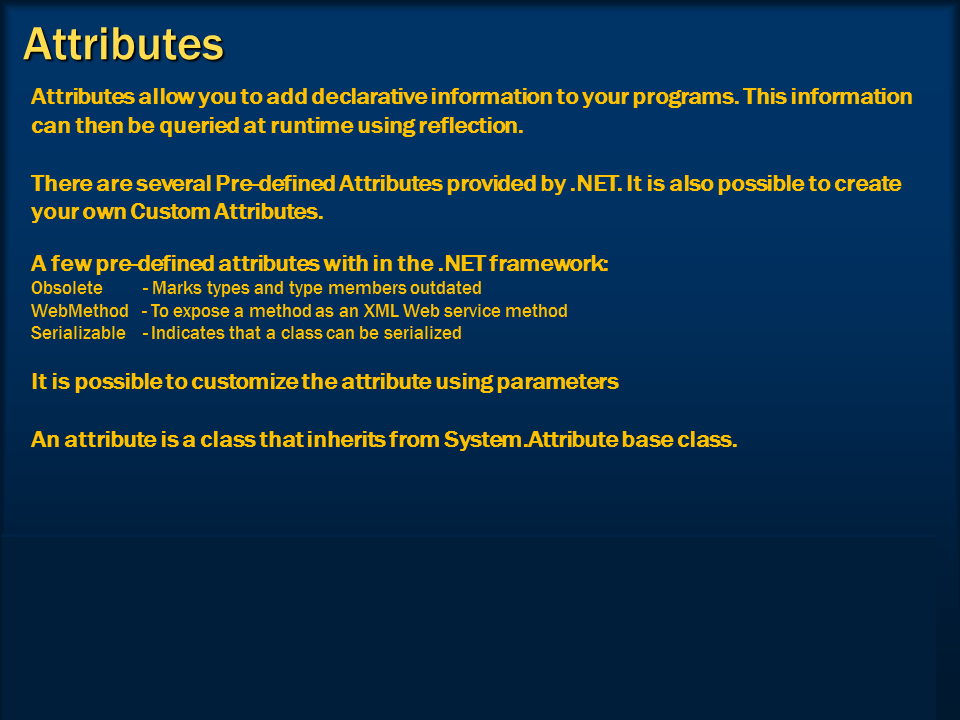 Attributes
Attributes allow you to add declarative information to your programs. This information
can then be queried at runtime using reflection.
There are several Pre-defined Attributes provided by .NET. It is also possible to create
your own Custom Attributes.
A few pre-defined attributes with in the .NET framework:
Obsolete - Marks types and type members outdated
WebMethod - To expose a method as an XML Web service method
Serializable - Indicates that a class can be serialized
It is possible to customize the attribute using parameters
An attribute is a class that inherits from System.Attribute base class.